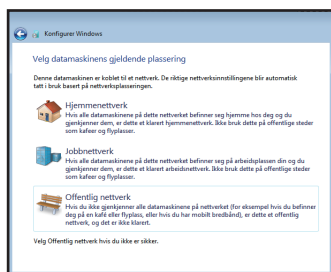 Konfigurer Windows
Velg datamaskinens gjeldende plassering
Denne datamaskinen er koblet til et nettverk. De riktige nettverksinnstillingene blir automatisk
tatt i bruk basert på nettverksplasseringen.
Hjemmenettverk
Hvis alle datamaskinene på dette nettverket befinner seg hjemme hos deg og du
gjenkjenner dem, er dette et klarert hjemmenettverk. Ikke bruk dette på offentlige steder
som kafeer og flyplasser.
Jobbnettverk
Hvis alle datamaskinene på dette nettverket befinner seg på arbeidsplassen din og du
gjenkjenner dem, er dette et klarert arbeidsnettverk. Ikke bruk dette på offentlige steder
som kafeer og flyplasser.
Offentlig nettverk
Hvis du ikke gjenkjenner alle datamaskinene på nettverket (for eksempel hvis du befinner
deg på en kafé eller flyplass, eller hvis du har mobilt bredbånd), er dette et offentlig
nettverk, og det er ikke klarert.
Velg Offentlig nettverk hvis du ikke er sikker.